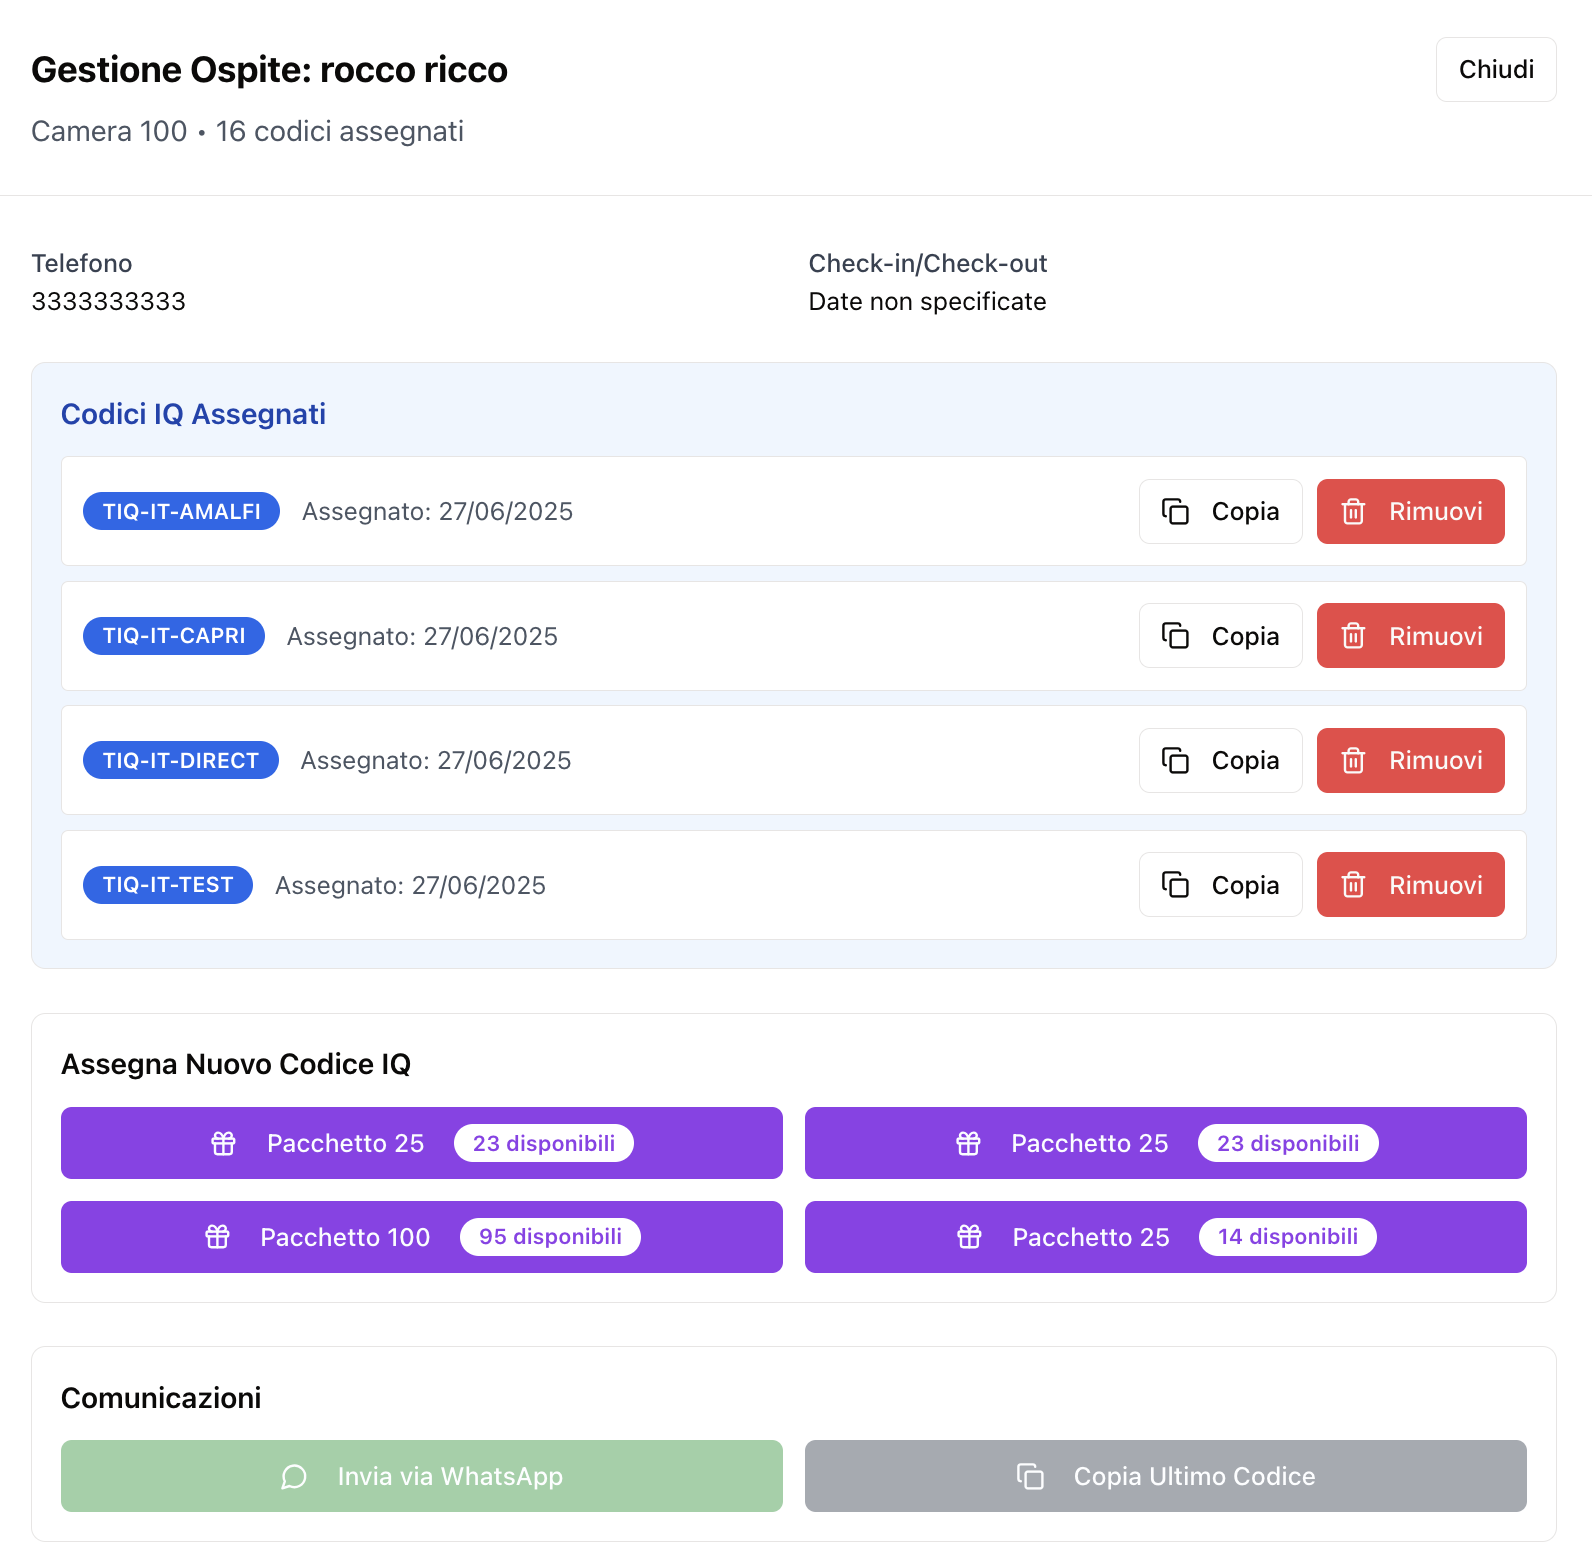 Gestione Ospite: rocco ricco
Chiudi
Camera 100 • 16 codici assegnati
Telefono
3333333333
Check-in/Check-out
Date non specificate
Codici IQ Assegnati
TIQ-IT-AMALFI Assegnato: 27/06/2025 Copia Rimuovi
TIQ-IT-CAPRI Assegnato: 27/06/2025 Copia Rimuovi
TIQ-IT-DIRECT Assegnato: 27/06/2025 Copia Rimuovi
TIQ-IT-TEST Assegnato: 27/06/2025 Copia Rimuovi
Assegna Nuovo Codice IQ
Pacchetto 25 23 disponibili
Pacchetto 25 23 disponibili
Pacchetto 100 95 disponibili
Pacchetto 25 14 disponibili
Comunicazioni
Invia via WhatsApp
Copia Ultimo Codice